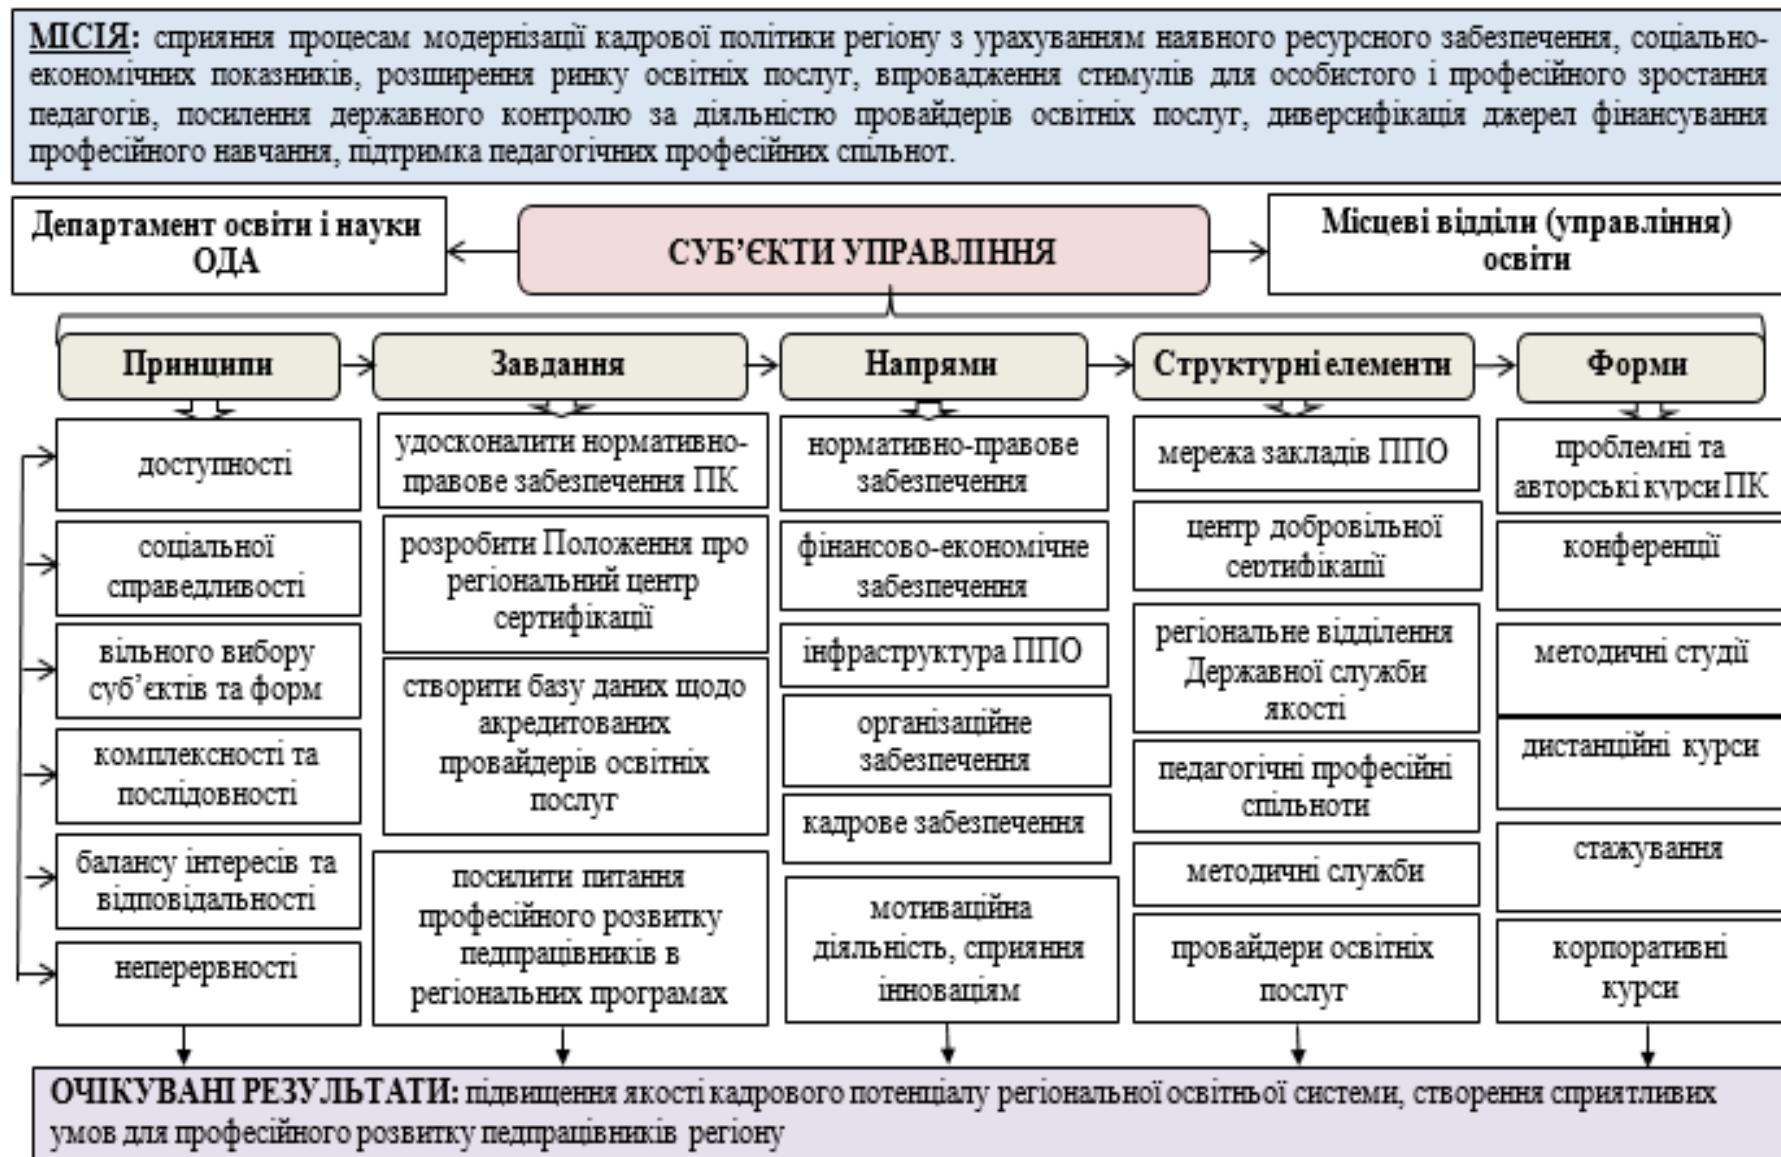 МІСІЯ: сприяння процесам модернізації кадрової політики регіону з урахуванням наявного ресурсного забезпечення, соціально-
економічних показників, розширення ринку освітніх послуг, впровадження стимулів для особистого і професійного зростання
педагогів, посилення державного контролю за діяльністю провайдерів освітніх послуг, диверсифікація джерел фінансування
професійного навчання, підтримка педагогічних професійних спільнот.
Департамент освіти і науки
ОДА
СУБ’ЄКТИ УПРАВЛІННЯ
Місцеві відділи (управління)
освіти
Принципи
Завдання
Напрями
Структурні елементи
Форми
доступності
соціальної
справедливості
вільного вибору
суб’єктів та форм
комплексності та
послідовності
балансу інтересів та
відповідальності
неперервності
удосконалити нормативно-
правове забезпечення ПК
розробити Положення про
регіональний центр
сертифікації
створити базу даних щодо
акредитованих
провайдерів освітніх
послуг
посилити питання
професійного розвитку
педпрацівників в
регіональних програмах
нормативно-правове
забезпечення
фінансово-економічне
забезпечення
інфраструктура ППО
організаційне
забезпечення
кадрове забезпечення
мотиваційна
діяльність, сприяння
інноваціям
мережа закладів ППО
центр добровільної
сертифікації
регіональне відділення
Державної служби
якості
педагогічні професійні
спільноти
методичні служби
провайдери освітніх
послуг
проблемні та
авторські курси ПК
конференції
методичні студії
дистанційні курси
стажування
корпоративні
курси
ОЧІКУВАНІ РЕЗУЛЬТАТИ: підвищення якості кадрового потенціалу регіональної освітньої системи, створення сприятливих
умов для професійного розвитку педпрацівників регіону